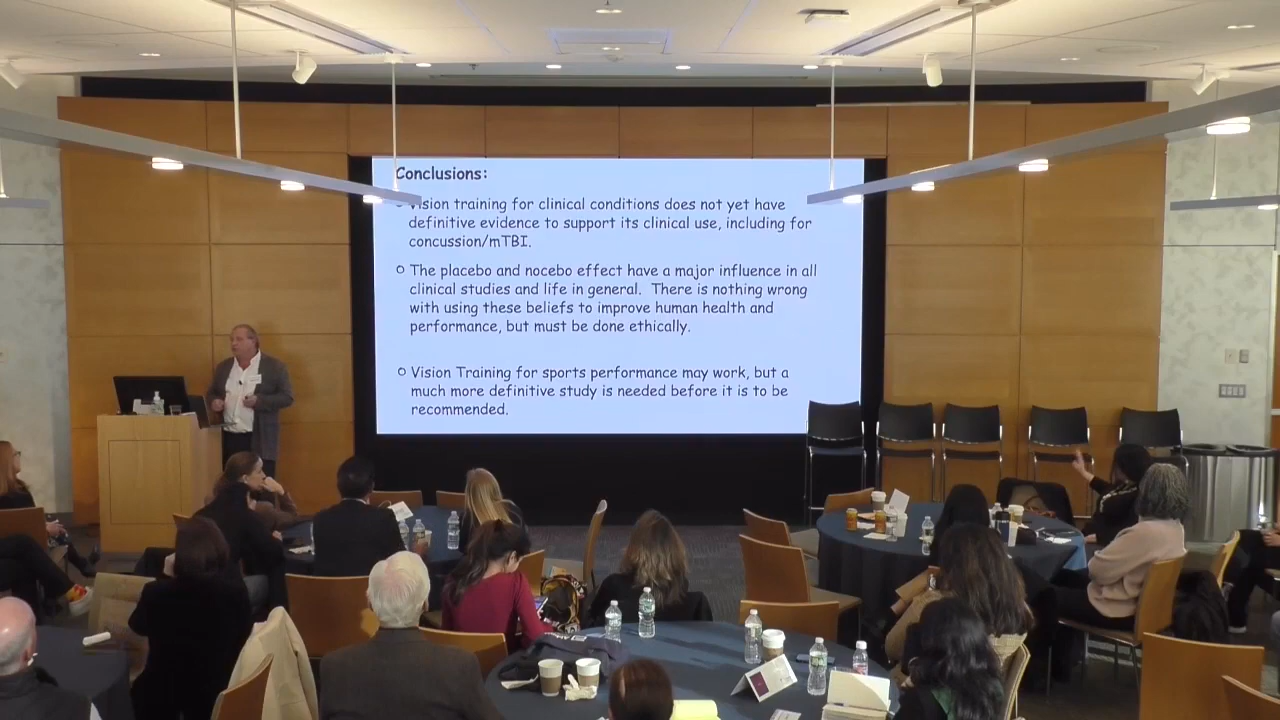 Conclusions:
Vision training for clinical conditions does not yet have
definitive evidence to support its clinical use, including for
concussion/mTBI.
The placebo and nocebo effect have a major influence in all
clinical studies and life in general. There is nothing wrong
with using these beliefs to improve human health and
performance, but must be done ethically.
Vision Training for sports performance may work, but a
much more definitive study is needed before it is to be
recommended.